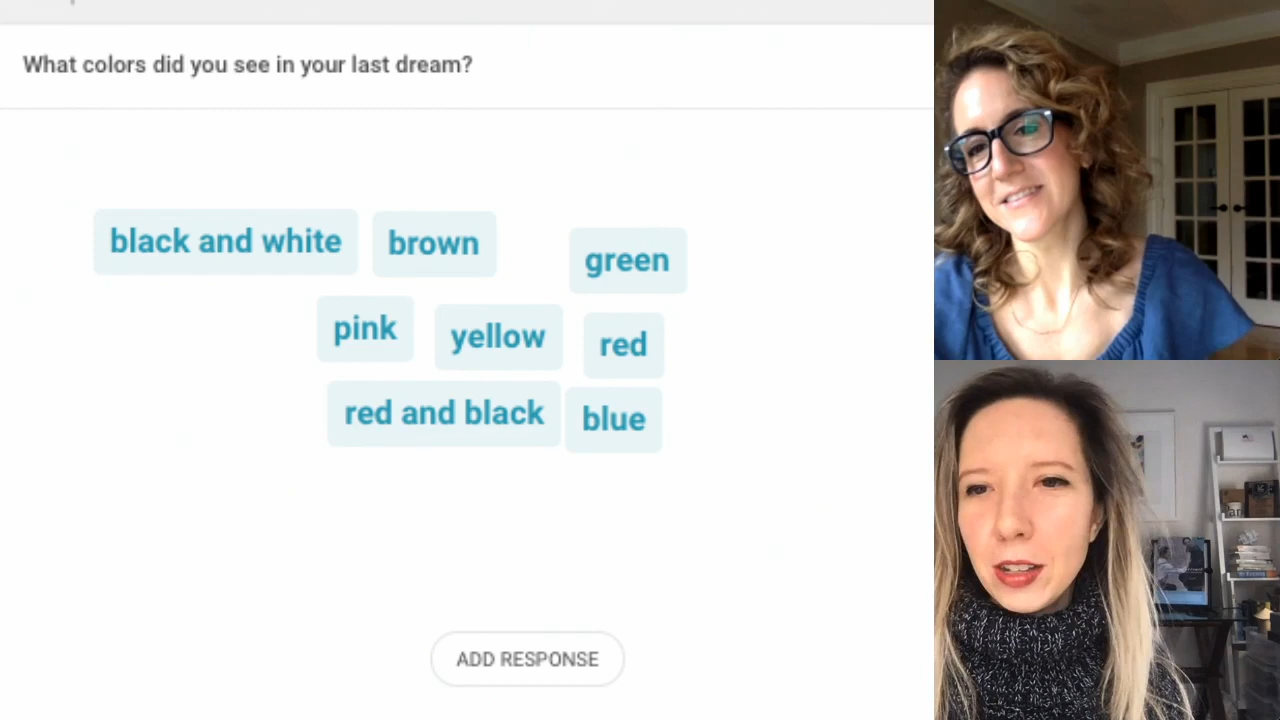 What colors did you see in your last dream?
black and white
brown
green
pink
yellow
red
red and black
blue
ADD RESPONSE